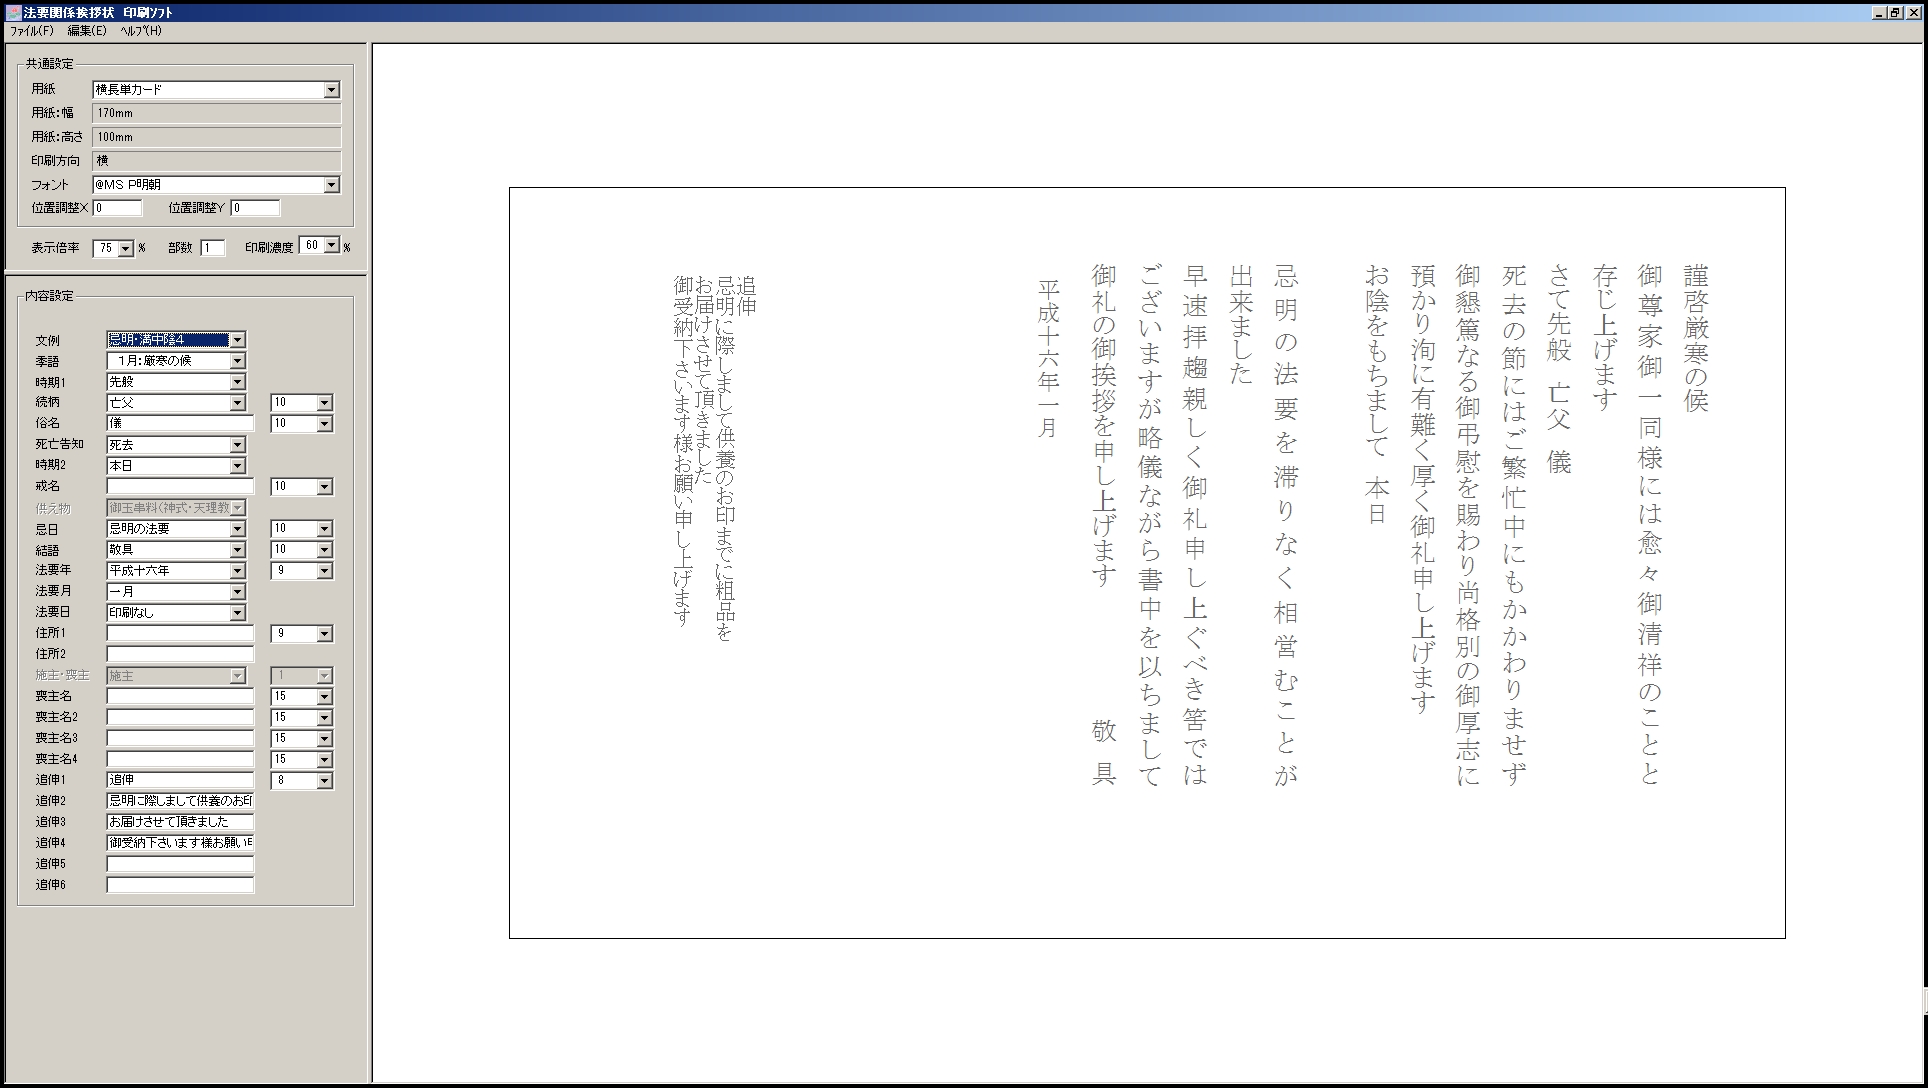 法要関係挨拶状 印刷ソフト
ファイル(F) 編集(E) ヘルプ(H)
共通設定
用紙 横長単カード
用紙:幅 170mm
用紙:高さ 100mm
印刷方向 横
フォント @MS P明朝
位置調整X 0 位置調整Y 0
表示倍率 75 % 部数 1 印刷濃度 60 %
内容設定
文例 忌明・満中陰4
季語 1月:厳寒の候
時期1 先般
続柄 亡父 10
俗名 儀 10
死亡告知 死去
時期2 本日
戒名 10
供え物 御玉串料(神式・天理教
忌日 忌明の法要 10
結語 敬具 10
法要年 平成十六年 9
法要月 一月
法要日 印刷なし
住所1 9
住所2
施主・喪主 施主 1
喪主名 15
喪主名2 15
喪主名3 15
喪主名4 15
追伸1 追伸 8
追伸2 忌明に際しまして供養のお印
追伸3 お届けさせて頂きました
追伸4 御受納下さいます様お願い
追伸5
追伸6
謹啓厳寒の候
御尊家御一同様には愈々御清祥のことと
存じ上げます
さて先般 亡父 儀
死去の節にはご繁忙中にもかかわりませず
御懇篤なる御弔慰を賜わり尚格別の御厚志に
預かり洵に有難く厚く御礼申し上げます
お陰をもちまして 本日
忌明の法要を滞りなく相営むことが
出来ました
早速拝趨親しく御礼申し上ぐべき筈では
ございますが略儀ながら書中を以ちまして
御礼の御挨拶を申し上げます 敬具
平成十六年一月
追伸
忌明に際しまして供養のお印までに粗品を
お届けさせて頂きました
御受納下さいます様お願い申し上げます